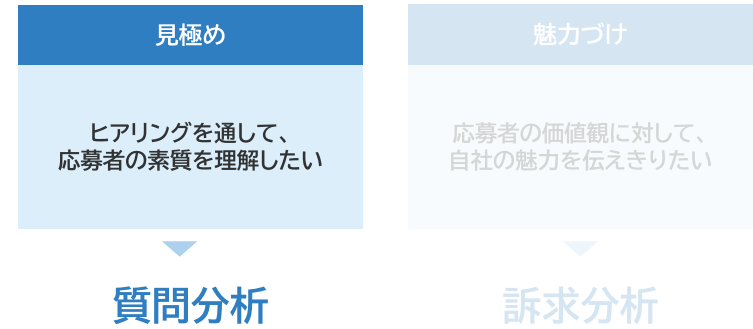 見極め
ヒアリングを通して、
応募者の素質を理解したい
質問分析
魅力づけ
応募者の価値観に対して、
自社の魅力を伝えきりたい
訴求分析